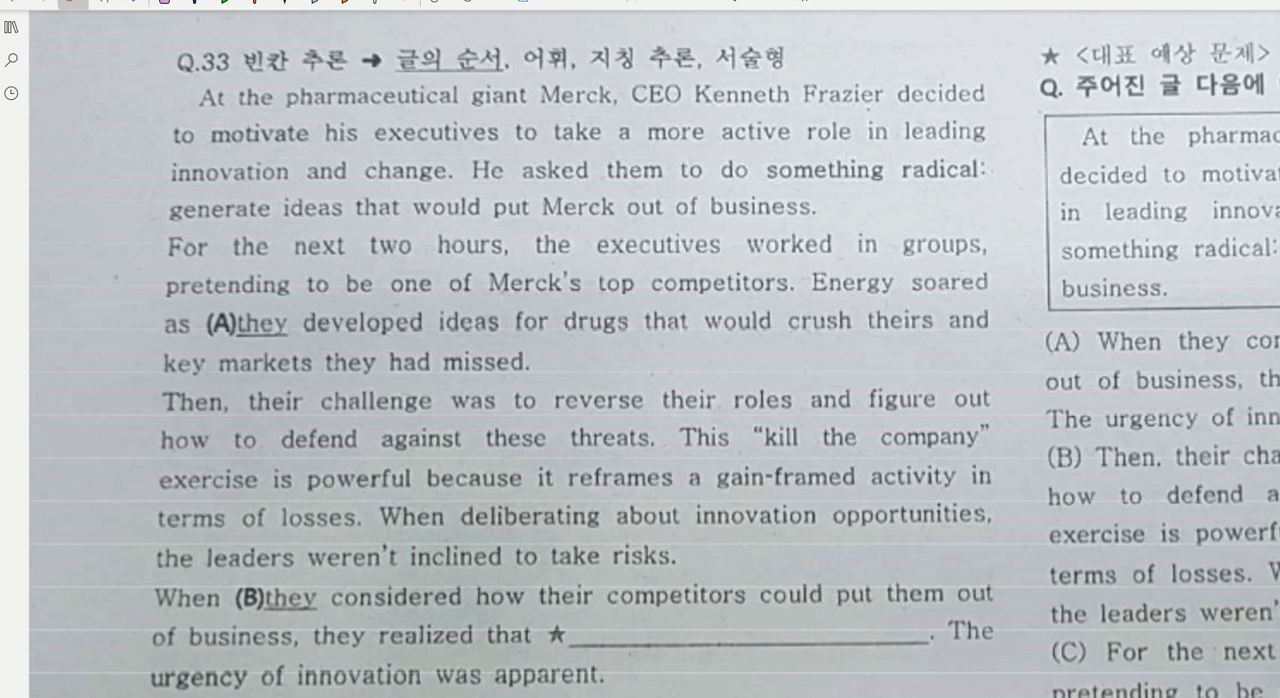 Q.33 빈칸 추론 → 글의 순서, 어휘, 지칭 추론, 서술형
At the pharmaceutical giant Merck, CEO Kenneth Frazier decided
to motivate his executives to take a more active role in leading
innovation and change. He asked them to do something radical:
generate ideas that would put Merck out of business.
For the next two hours, the executives worked in groups,
pretending to be one of Merck's top competitors. Energy soared
as (A)they developed ideas for drugs that would crush theirs and
key markets they had missed.
Then, their challenge was to reverse their roles and figure out
how to defend against these threats. This “kill the company”
exercise is powerful because it reframes a gain-framed activity in
terms of losses. When deliberating about innovation opportunities,
the leaders weren't inclined to take risks.
When (B)they considered how their competitors could put them out
of business, they realized that ★ ____________________. The
urgency of innovation was apparent.
★ <대표 예상 문제>
Q. 주어진 글 다음에
At the pharmac
decided to motivat
in leading innova
something radical:
business.
(A) When they con
out of business, th
The urgency of inn
(B) Then, their cha
how to defend a
exercise is powerfu
terms of losses. W
the leaders weren'
(C) For the next
pretending to be